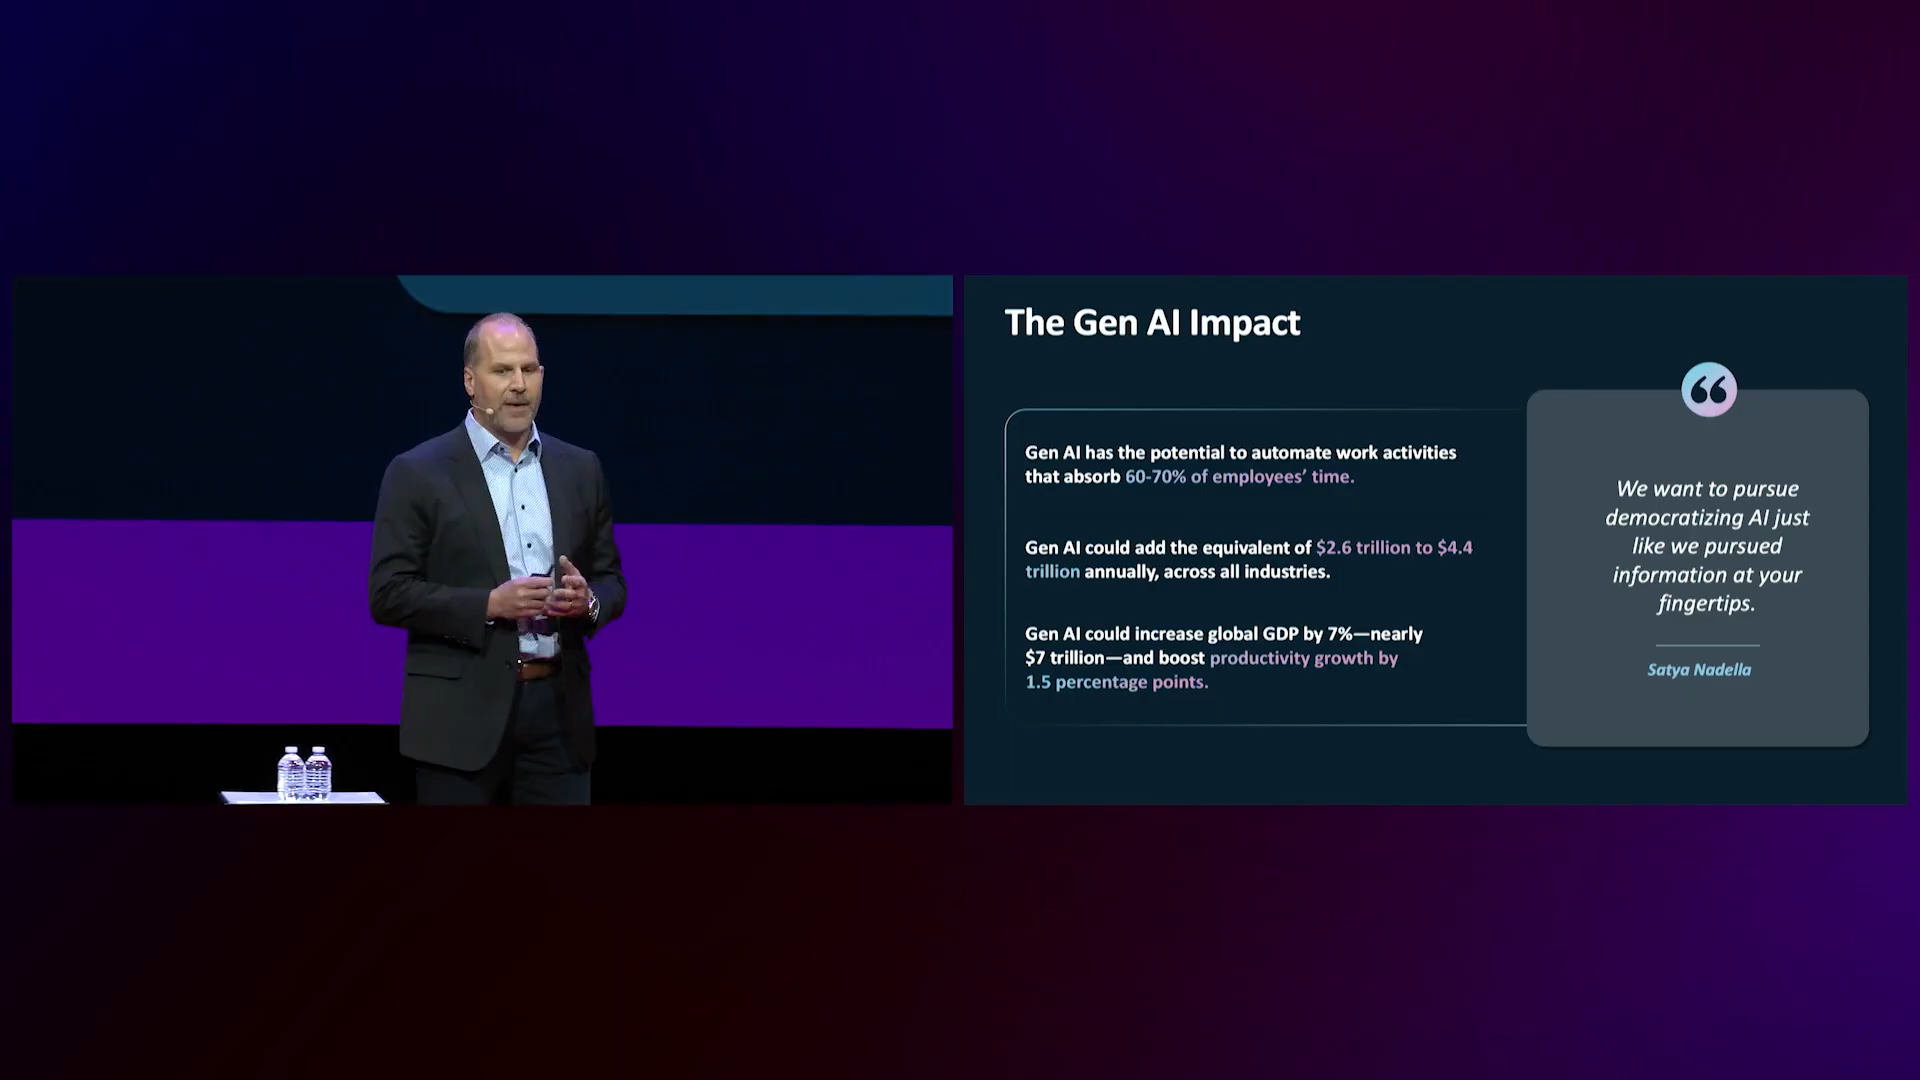 The Gen AI Impact
Gen AI has the potential to automate work activities
that absorb 60-70% of employees’ time.
Gen AI could add the equivalent of $2.6 trillion to $4.4
trillion annually, across all industries.
Gen AI could increase global GDP by 7%—nearly
$7 trillion—and boost productivity growth by
1.5 percentage points.
“
We want to pursue
democratizing AI just
like we pursued
information at your
fingertips.
Satya Nadella